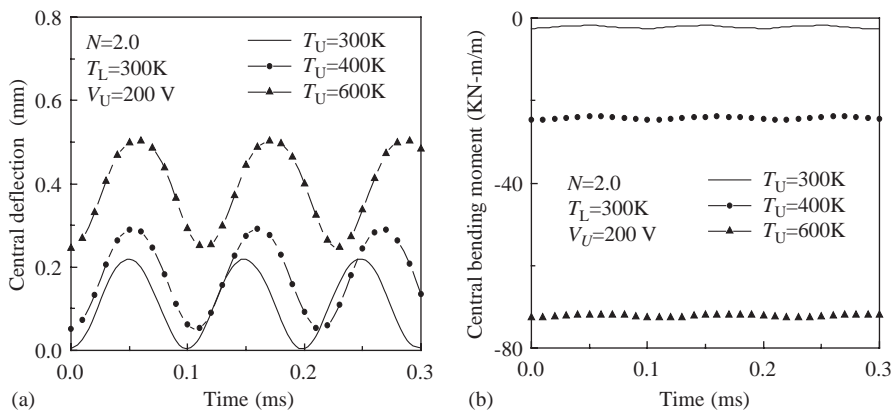 0.8
0.6
0.4
0.2
0.0
Central deflection (mm)
N=2.0
T_L=300K
V_U=200 V
T_U=300K
T_U=400K
T_U=600K
0.0 0.1 0.2 0.3
(a) Time (ms)
0
-40
-80
Central bending moment (KN-m/m)
N=2.0
T_L=300K
V_U=200 V
T_U=300K
T_U=400K
T_U=600K
0.0 0.1 0.2 0.3
(b) Time (ms)